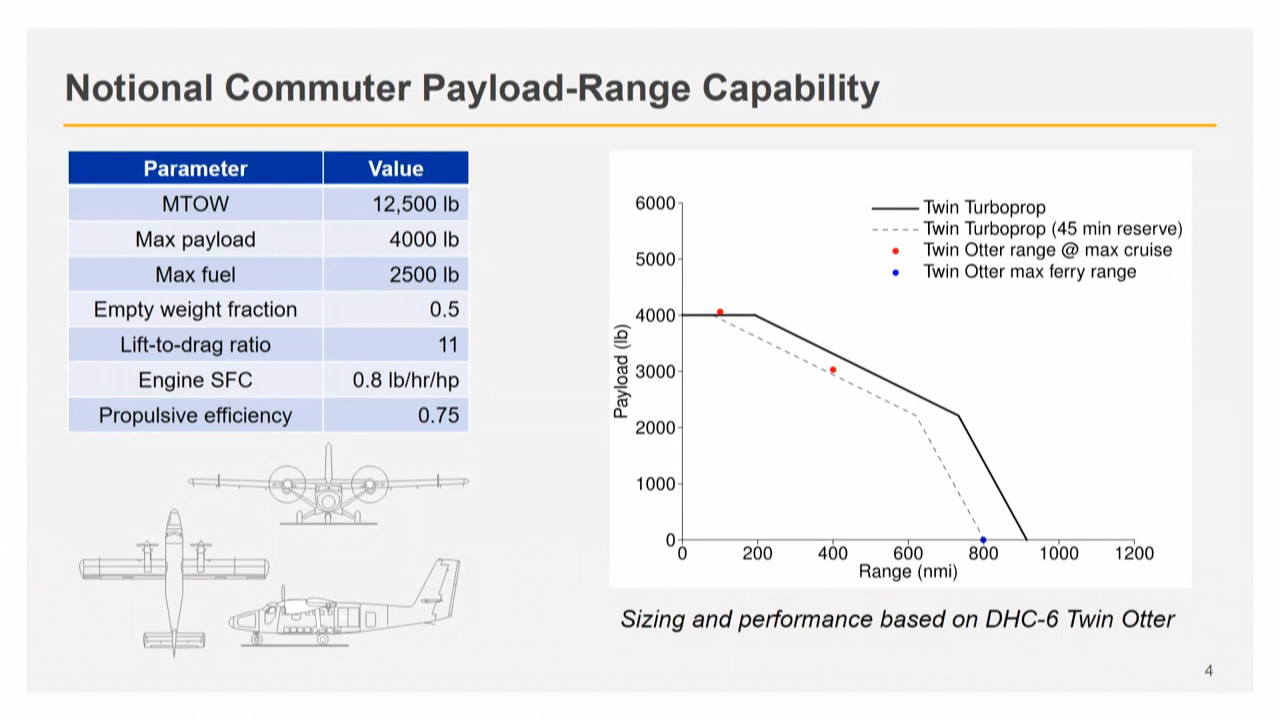 Notional Commuter Payload-Range Capability
Parameter Value
MTOW 12,500 lb
Max payload 4000 lb
Max fuel 2500 lb
Empty weight fraction 0.5
Lift-to-drag ratio 11
Engine SFC 0.8 lb/hr/hp
Propulsive efficiency 0.75
Twin Turboprop
Twin Turboprop (45 min reserve)
Twin Otter range @ max cruise
Twin Otter max ferry range
Payload (lb)
6000
5000
4000
3000
2000
1000
0
0 200 400 600 800 1000 1200
Range (nmi)
Sizing and performance based on DHC-6 Twin Otter
4